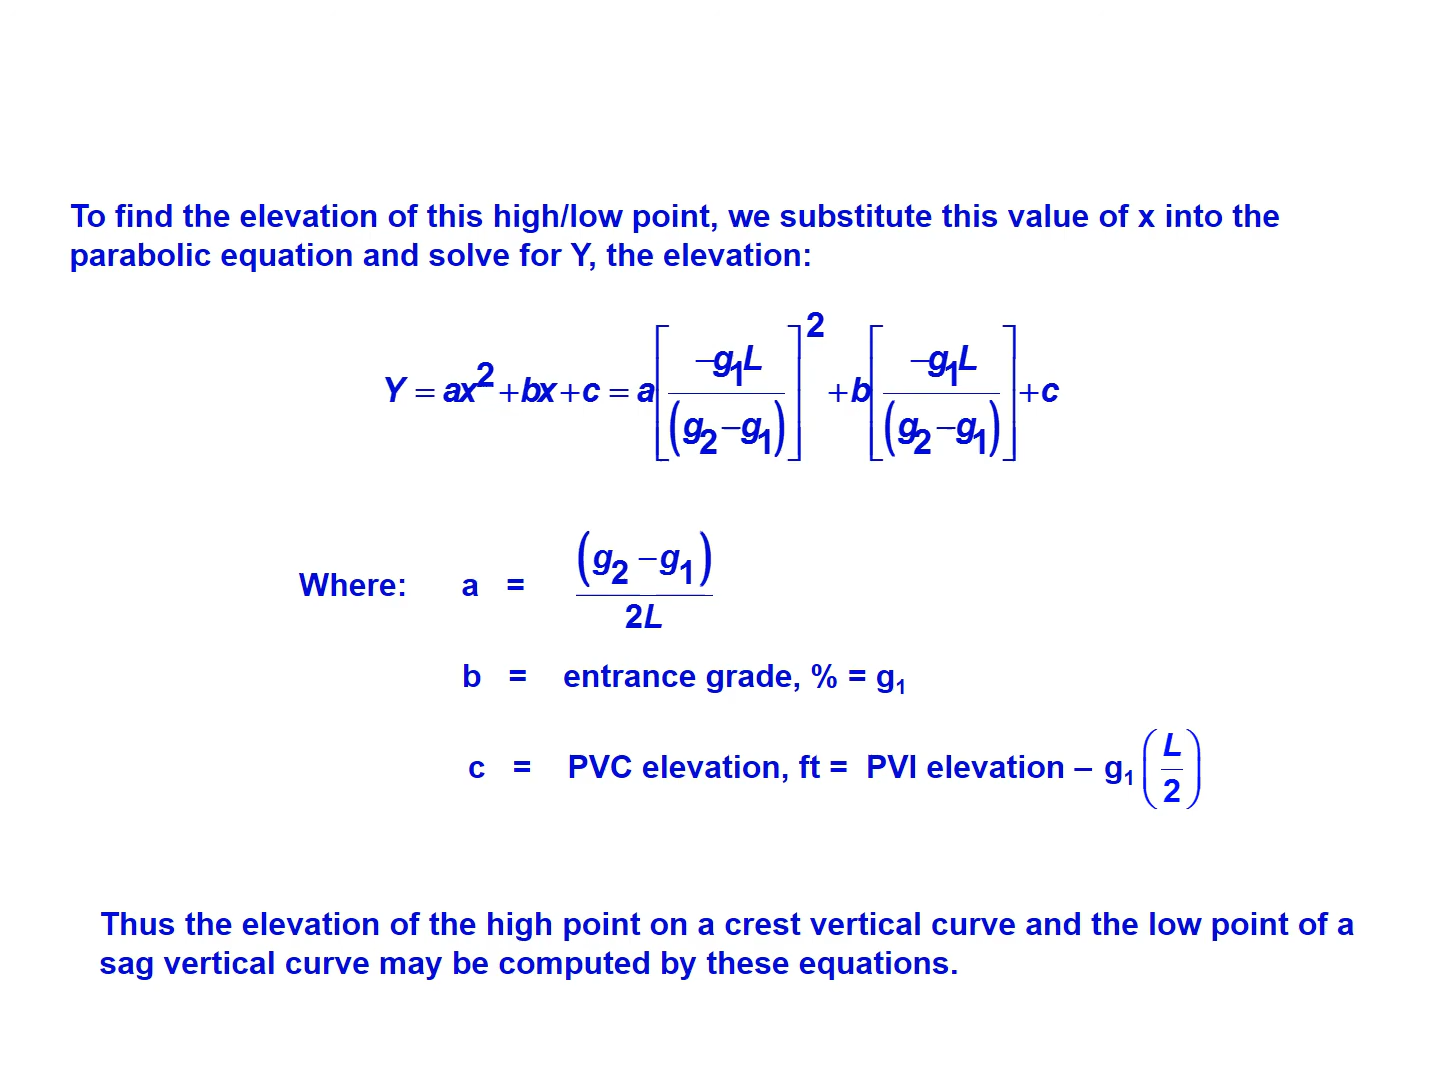 To find the elevation of this high/low point, we substitute this value of x into the
parabolic equation and solve for Y, the elevation:
Y = ax² + bx + c = a[−g₁L / (g₂ − g₁)]² + b[−g₁L / (g₂ − g₁)] + c
Where: a = (g₂ − g₁) / 2L
b = entrance grade, % = g₁
c = PVC elevation, ft = PVI elevation – g₁ (L / 2)
Thus the elevation of the high point on a crest vertical curve and the low point of a
sag vertical curve may be computed by these equations.